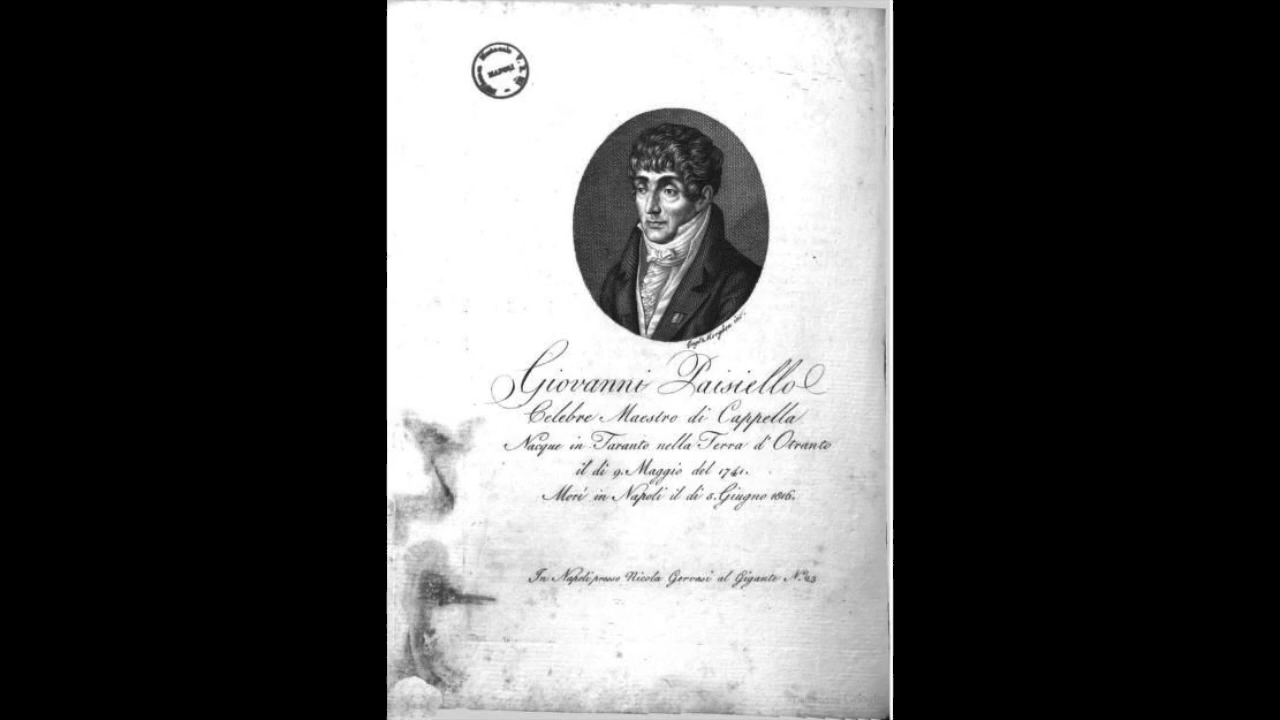 NAPOLI
Giovanni Paisiello
Celebre Maestro di Cappella
Nacque in Taranto nella Terra d'Otranto
il dì 9. Maggio del 1741.
Morì in Napoli il dì 5. Giugno 1816.
In Napoli presso Nicola Gervasi al Gigante N.º 23